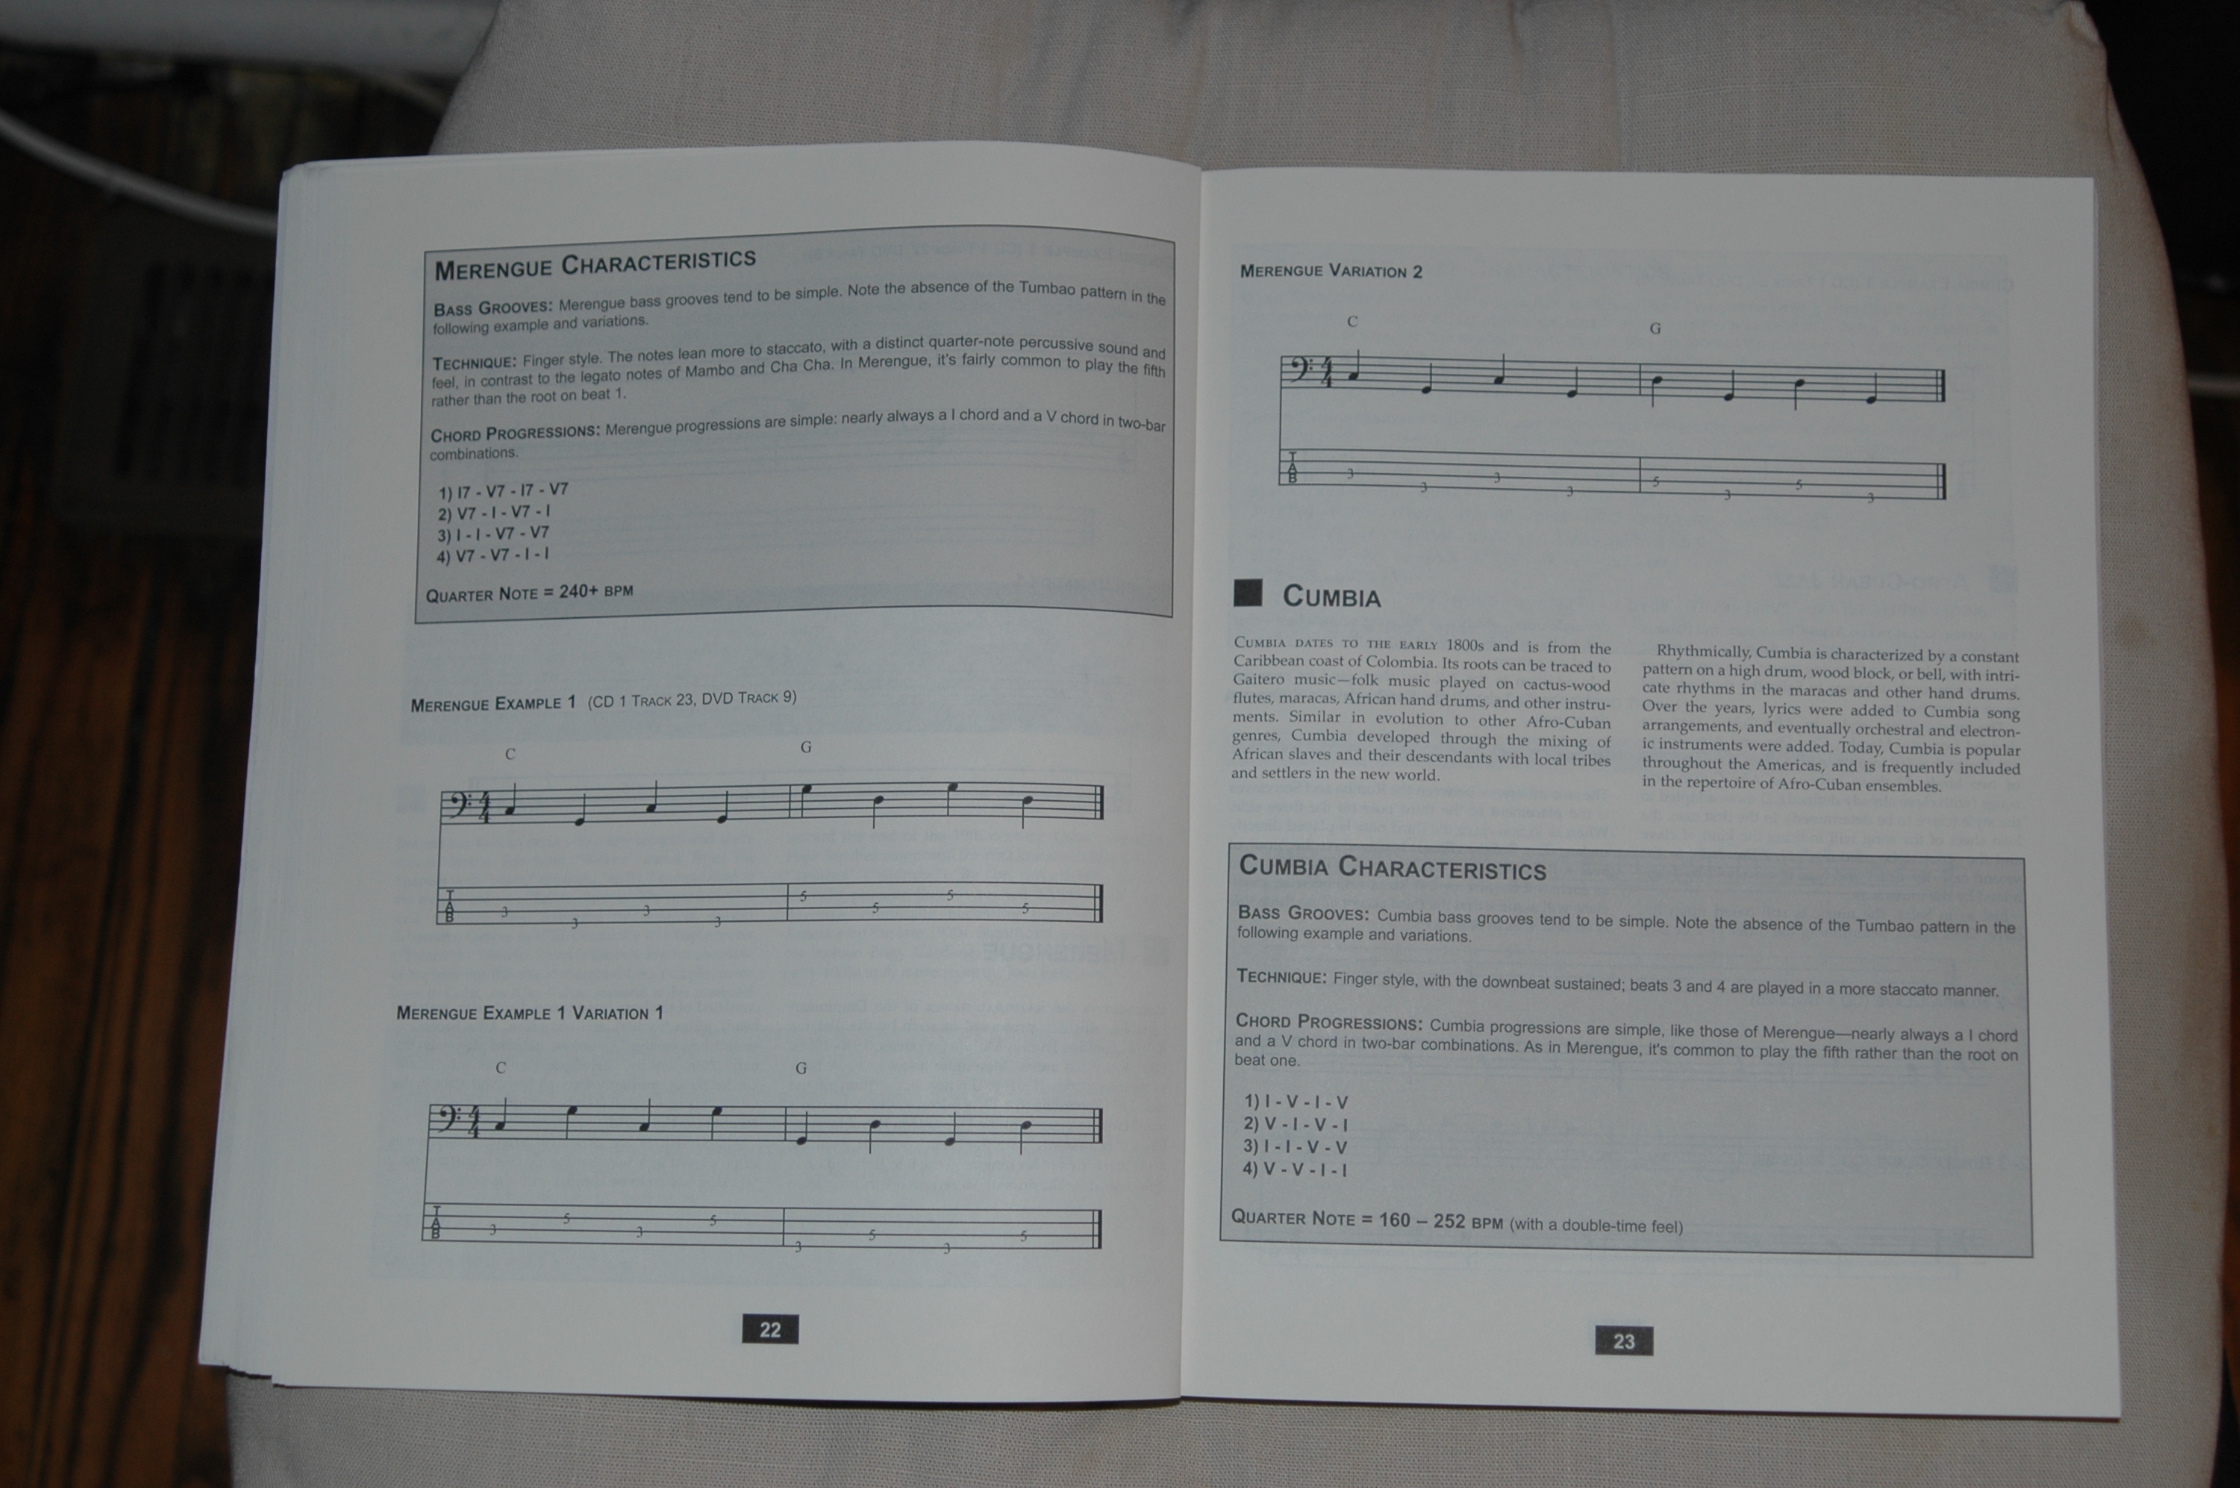 MERENGUE CHARACTERISTICS
BASS GROOVES: Merengue bass grooves tend to be simple. Note the absence of the Tumbao pattern in the
following example and variations.
TECHNIQUE: Finger style. The notes lean more to staccato, with a distinct quarter-note percussive sound and
feel, in contrast to the legato notes of Mambo and Cha Cha. In Merengue, it's fairly common to play the fifth
rather than the root on beat 1.
CHORD PROGRESSIONS: Merengue progressions are simple: nearly always a I chord and a V chord in two-bar
combinations.
1) I7 - V7 - I7 - V7
2) V7 - I - V7 - I
3) I - I - V7 - V7
4) V7 - V7 - I - I
QUARTER NOTE = 240+ BPM
MERENGUE EXAMPLE 1 (CD 1 TRACK 23, DVD TRACK 9)
C G
4
4
T
A
B
3 3 3 3 5 5 5 5
MERENGUE EXAMPLE 1 VARIATION 1
C G
4
4
T
A
B
3 5 3 5 3 5 3 5
22
MERENGUE VARIATION 2
C G
4
4
T
A
B
3 3 3 3 5 3 5 3
CUMBIA
CUMBIA DATES TO THE EARLY 1800s and is from the
Caribbean coast of Colombia. Its roots can be traced to
Gaitero music—folk music played on cactus-wood
flutes, maracas, African hand drums, and other instru-
ments. Similar in evolution to other Afro-Cuban
genres, Cumbia developed through the mixing of
African slaves and their descendants with local tribes
and settlers in the new world.
Rhythmically, Cumbia is characterized by a constant
pattern on a high drum, wood block, or bell, with intri-
cate rhythms in the maracas and other hand drums.
Over the years, lyrics were added to Cumbia song
arrangements, and eventually orchestral and electron-
ic instruments were added. Today, Cumbia is popular
throughout the Americas, and is frequently included
in the repertoire of Afro-Cuban ensembles.
CUMBIA CHARACTERISTICS
BASS GROOVES: Cumbia bass grooves tend to be simple. Note the absence of the Tumbao pattern in the
following example and variations.
TECHNIQUE: Finger style, with the downbeat sustained; beats 3 and 4 are played in a more staccato manner.
CHORD PROGRESSIONS: Cumbia progressions are simple, like those of Merengue—nearly always a I chord
and a V chord in two-bar combinations. As in Merengue, it's common to play the fifth rather than the root on
beat one.
1) I - V - I - V
2) V - I - V - I
3) I - I - V - V
4) V - V - I - I
QUARTER NOTE = 160 – 252 BPM (with a double-time feel)
23